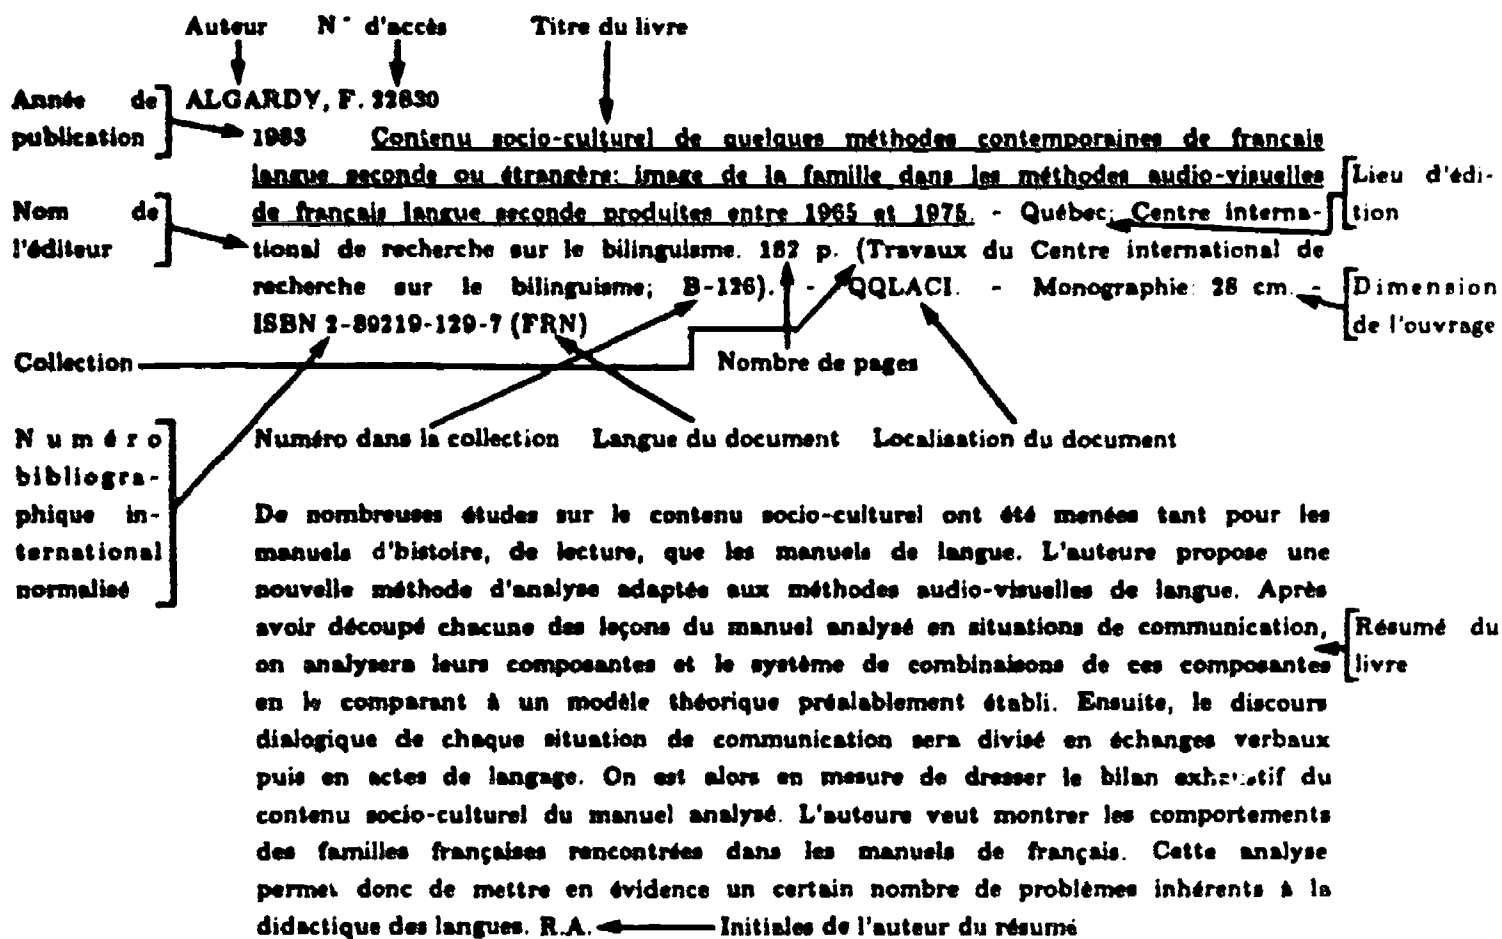 Auteur N° d'accès Titre du livre
Année de publication
ALGARDY, F. 22830
1983 Contenu socio-culturel de quelques méthodes contemporaines de français
langue seconde ou étrangère: image de la famille dans les méthodes audio-visuelles
de français langue seconde produites entre 1965 et 1975. - Québec: Centre interna-
tional de recherche sur le bilinguisme. 182 p. (Travaux du Centre international de
recherche sur le bilinguisme; B-126). - QQLACI. - Monographie: 28 cm. -
ISBN 2-89219-129-7 (FRN)
Lieu d'édi-
tion
Nom de
l'éditeur
Dimension
de l'ouvrage
Collection
Nombre de pages
Numéro
bibliogra-
phique in-
ternational
normalisé
Numéro dans la collection Langue du document Localisation du document
De nombreuses études sur le contenu socio-culturel ont été menées tant pour les
manuels d'histoire, de lecture, que les manuels de langue. L'auteure propose une
nouvelle méthode d'analyse adaptée aux méthodes audio-visuelles de langue. Après
avoir découpé chacune des leçons du manuel analysé en situations de communication,
on analysera leurs composantes et le système de combinaisons de ces composantes
en le comparant à un modèle théorique préalablement établi. Ensuite, le discours
dialogique de chaque situation de communication sera divisé en échanges verbaux
puis en actes de langage. On est alors en mesure de dresser le bilan exhaustif du
contenu socio-culturel du manuel analysé. L'auteure veut montrer les comportements
des familles françaises rencontrées dans les manuels de français. Cette analyse
permet donc de mettre en évidence un certain nombre de problèmes inhérents à la
didactique des langues. R.A. Initiales de l'auteur du résumé
Résumé du
livre